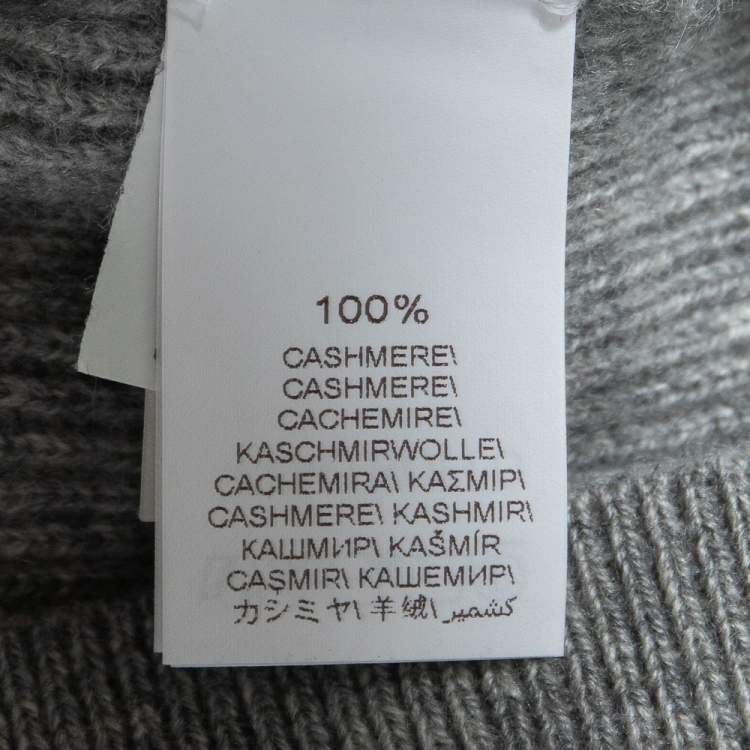 100%
CASHMERE\
CASHMERE\
CACHEMIRE\
KASCHMIRWOLLE\
CACHEMIRA\ ΚΑΣΜΙΡ\
CASHMERE\ KASHMIR\
КАШМИР\ KAŠMÍR
CAŞMIR\ КАШЕМИР\
カシミヤ\ 羊绒\ كشمير